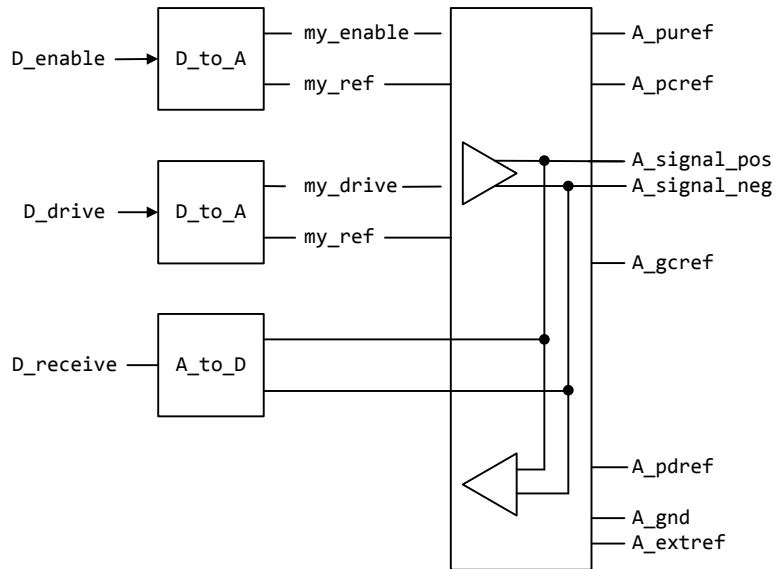 my_enable
A_puref
D_enable
D_to_A
my_ref
A_pcref
A_signal_pos
my_drive
A_signal_neg
D_drive
D_to_A
my_ref
A_gcref
D_receive
A_to_D
A_pdref
A_gnd
A_extref